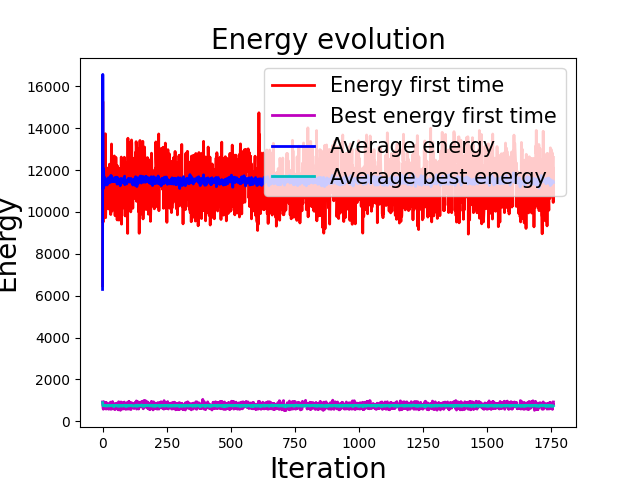 Energy evolution
Energy first time
Best energy first time
Average energy
Average best energy
Energy
16000
14000
12000
10000
8000
6000
4000
2000
0
0 250 500 750 1000 1250 1500 1750
Iteration